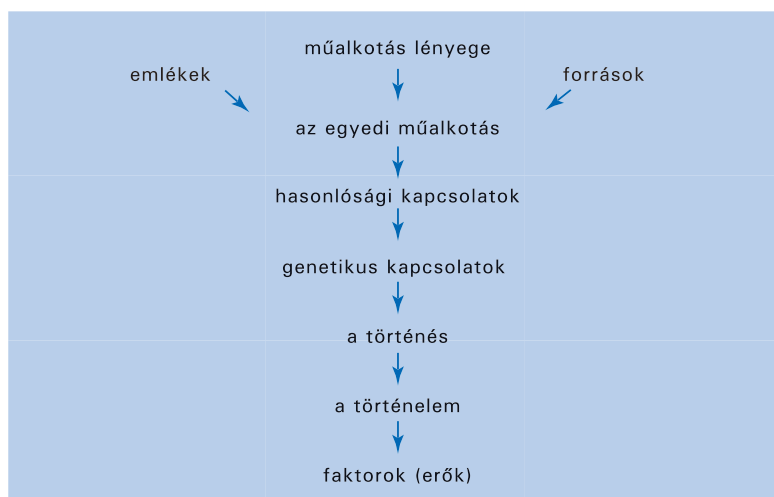 műalkotás lényege
emlékek
források
az egyedi műalkotás
hasonlósági kapcsolatok
genetikus kapcsolatok
a történés
a történelem
faktorok (erők)